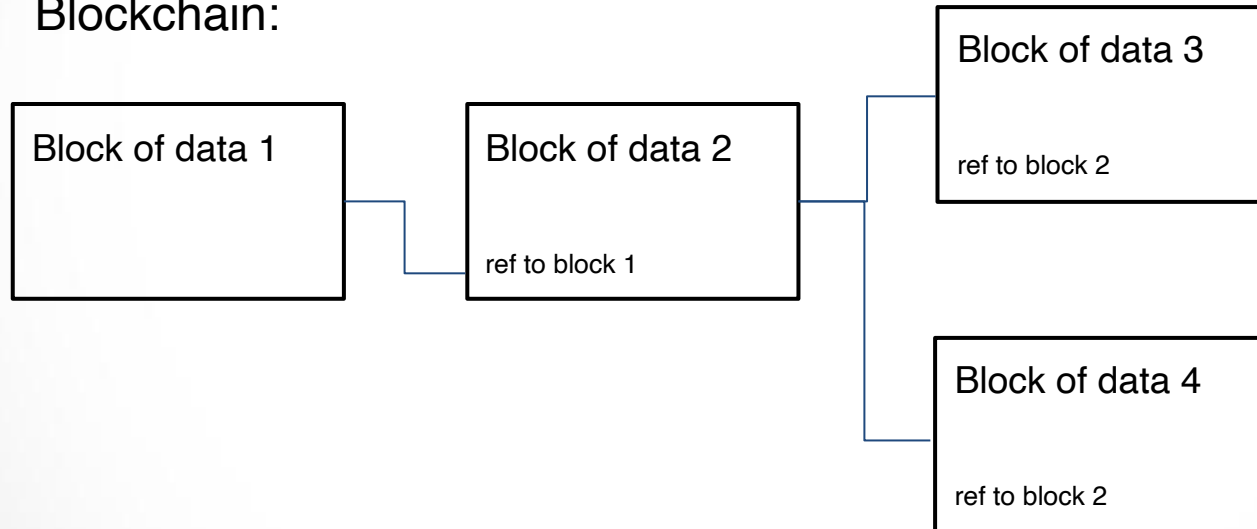 Blockchain:
Block of data 1
Block of data 2
ref to block 1
Block of data 3
ref to block 2
Block of data 4
ref to block 2